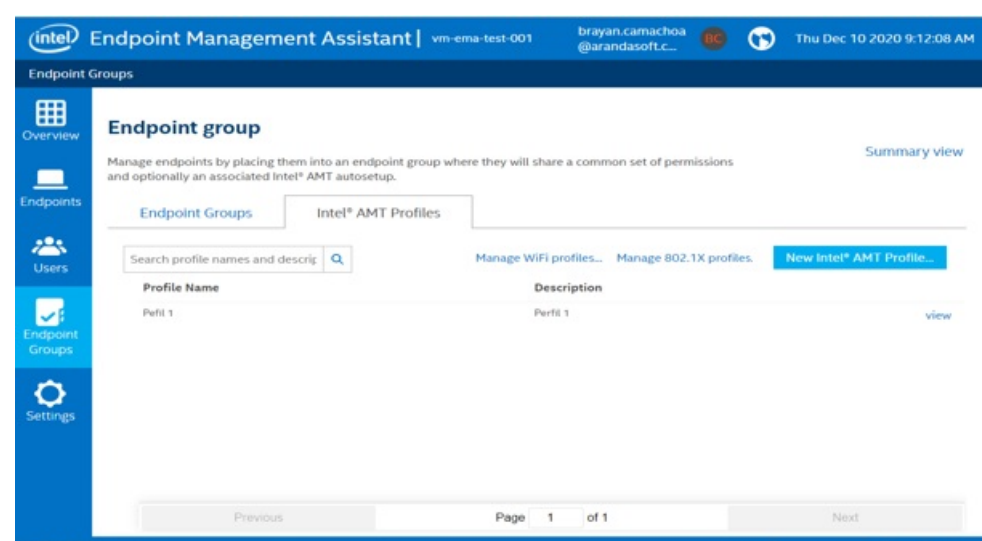 intel Endpoint Management Assistant | vm-ema-test-001 brayan.camachoa BC Thu Dec 10 2020 9:12:08 AM
@arandasoft.c...
Endpoint Groups
Overview
Endpoint group
Summary view
Manage endpoints by placing them into an endpoint group where they will share a common set of permissions
and optionally an associated Intel® AMT autosetup.
Endpoints
Endpoint Groups Intel® AMT Profiles
Users
Search profile names and descrip Manage WiFi profiles... Manage 802.1X profiles. New Intel® AMT Profile...
Profile Name Description
Pefil 1 Perfil 1 view
Endpoint
Groups
Settings
Previous Page 1 of 1 Next